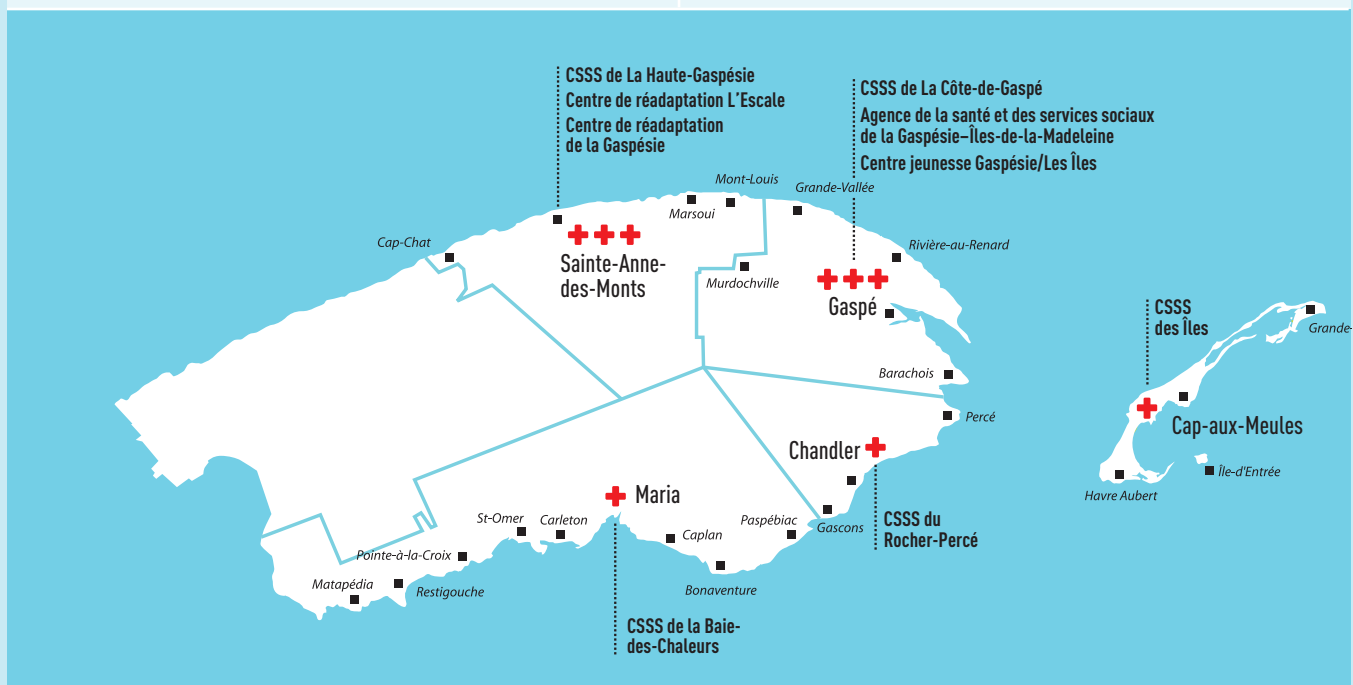 CSSS de La Haute-Gaspésie
Centre de réadaptation L'Escale
Centre de réadaptation
de la Gaspésie
CSSS de La Côte-de-Gaspé
Agence de la santé et des services sociaux
de la Gaspésie–Îles-de-la-Madeleine
Centre jeunesse Gaspésie/Les Îles
Mont-Louis
Grande-Vallée
Marsoui
Cap-Chat
Rivière-au-Renard
Sainte-Anne-
des-Monts
Murdochville
Gaspé
CSSS
des Îles
Grande-
Barachois
Percé
Cap-aux-Meules
Chandler
Île-d'Entrée
Havre Aubert
Maria
St-Omer
Carleton
Caplan
Paspébiac
Gascons
CSSS du
Rocher-Percé
Pointe-à-la-Croix
Matapédia
Restigouche
Bonaventure
CSSS de la Baie-
des-Chaleurs